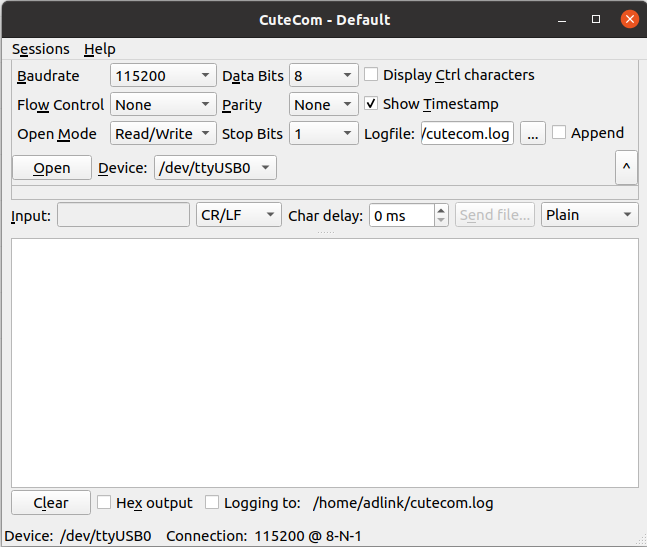 CuteCom - Default
Sessions Help
Baudrate 115200 Data Bits 8 Display Ctrl characters
Flow Control None Parity None Show Timestamp
Open Mode Read/Write Stop Bits 1 Logfile: /cutecom.log ... Append
Open Device: /dev/ttyUSB0 ^
Input: CR/LF Char delay: 0 ms Send file... Plain
Clear Hex output Logging to: /home/adlink/cutecom.log
Device: /dev/ttyUSB0 Connection: 115200 @ 8-N-1